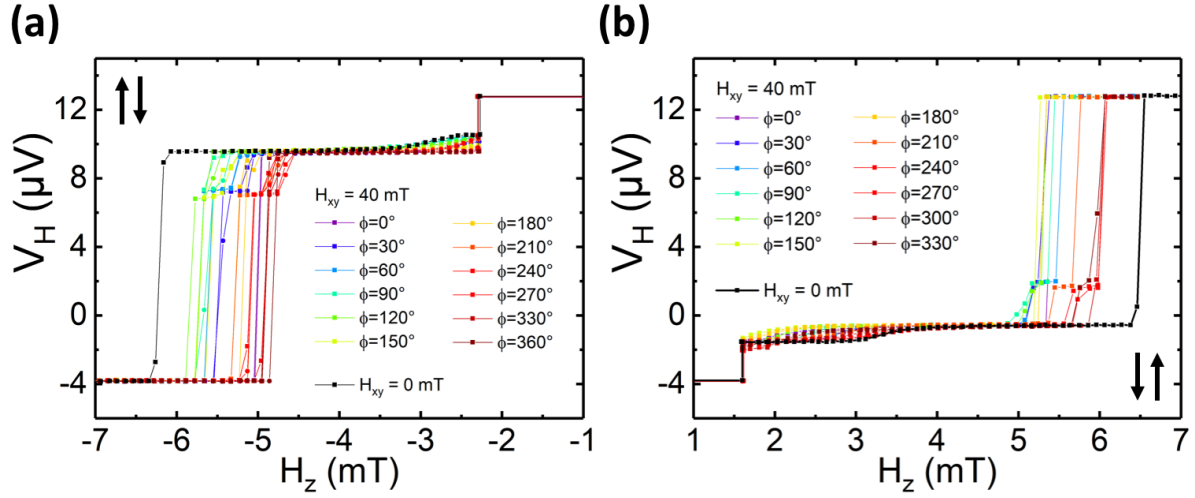 (a)
(b)
V_H (μV)
12
8
4
0
-4
-7
-6
-5
-4
-3
-2
-1
H_z (mT)
H_xy = 40 mT
ϕ=0°
ϕ=30°
ϕ=60°
ϕ=90°
ϕ=120°
ϕ=150°
ϕ=180°
ϕ=210°
ϕ=240°
ϕ=270°
ϕ=330°
ϕ=360°
H_xy = 0 mT
V_H (μV)
12
8
4
0
-4
1
2
3
4
5
6
7
H_z (mT)
H_xy = 40 mT
ϕ=0°
ϕ=30°
ϕ=60°
ϕ=90°
ϕ=120°
ϕ=150°
ϕ=180°
ϕ=210°
ϕ=240°
ϕ=270°
ϕ=300°
ϕ=330°
H_xy = 0 mT